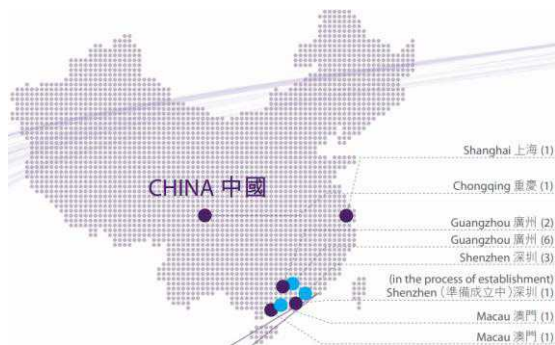 Shanghai 上海 (1)
CHINA 中國
Chongqing 重慶 (1)
Guangzhou 廣州 (2)
Guangzhou 廣州 (6)
Shenzhen 深圳 (3)
(in the process of establishment)
Shenzhen (準備成立中) 深圳 (1)
Macau 澳門 (1)
Macau 澳門 (1)